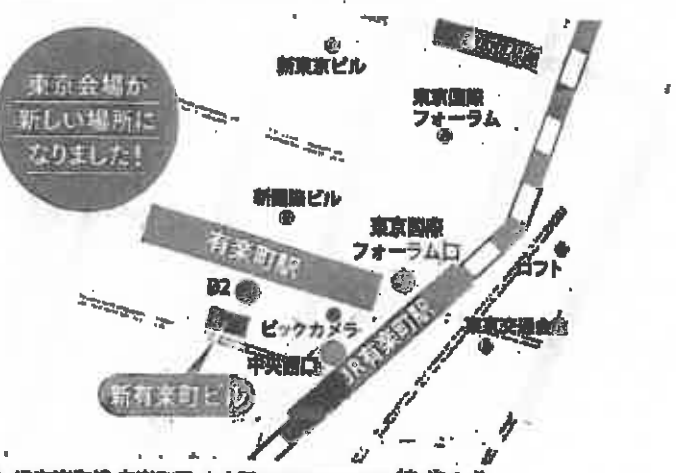 東京会場が
新しい場所に
なりました!
新東京ビル
東京国際
フォーラム
新国際ビル
有楽町駅
東京国際
フォーラム口
ロフト
D2
ビックカメラ
JR有楽町駅
東京交通会館
中央西口
新有楽町ビ